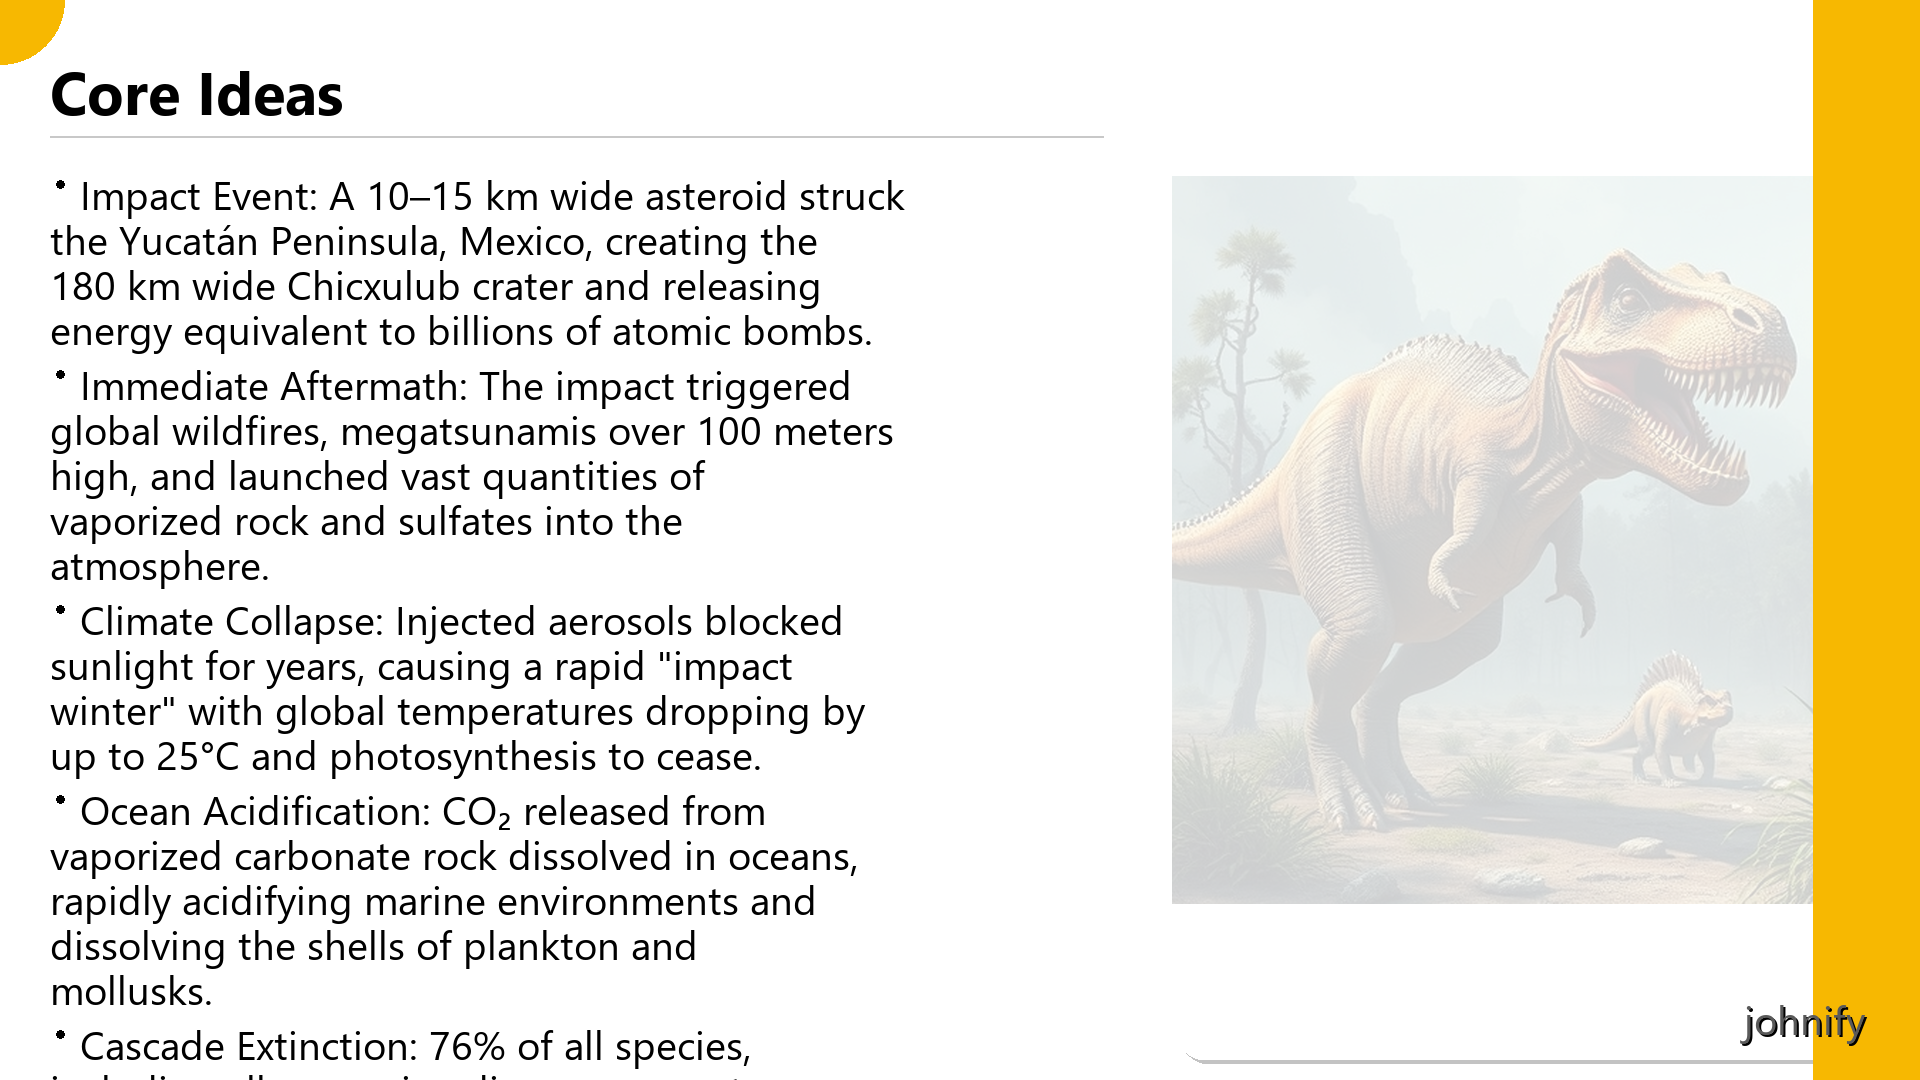 Core Ideas
• Impact Event: A 10–15 km wide asteroid struck
the Yucatán Peninsula, Mexico, creating the
180 km wide Chicxulub crater and releasing
energy equivalent to billions of atomic bombs.
• Immediate Aftermath: The impact triggered
global wildfires, megatsunamis over 100 meters
high, and launched vast quantities of
vaporized rock and sulfates into the
atmosphere.
• Climate Collapse: Injected aerosols blocked
sunlight for years, causing a rapid "impact
winter" with global temperatures dropping by
up to 25°C and photosynthesis to cease.
• Ocean Acidification: CO₂ released from
vaporized carbonate rock dissolved in oceans,
rapidly acidifying marine environments and
dissolving the shells of plankton and
mollusks.
• Cascade Extinction: 76% of all species,
johnify